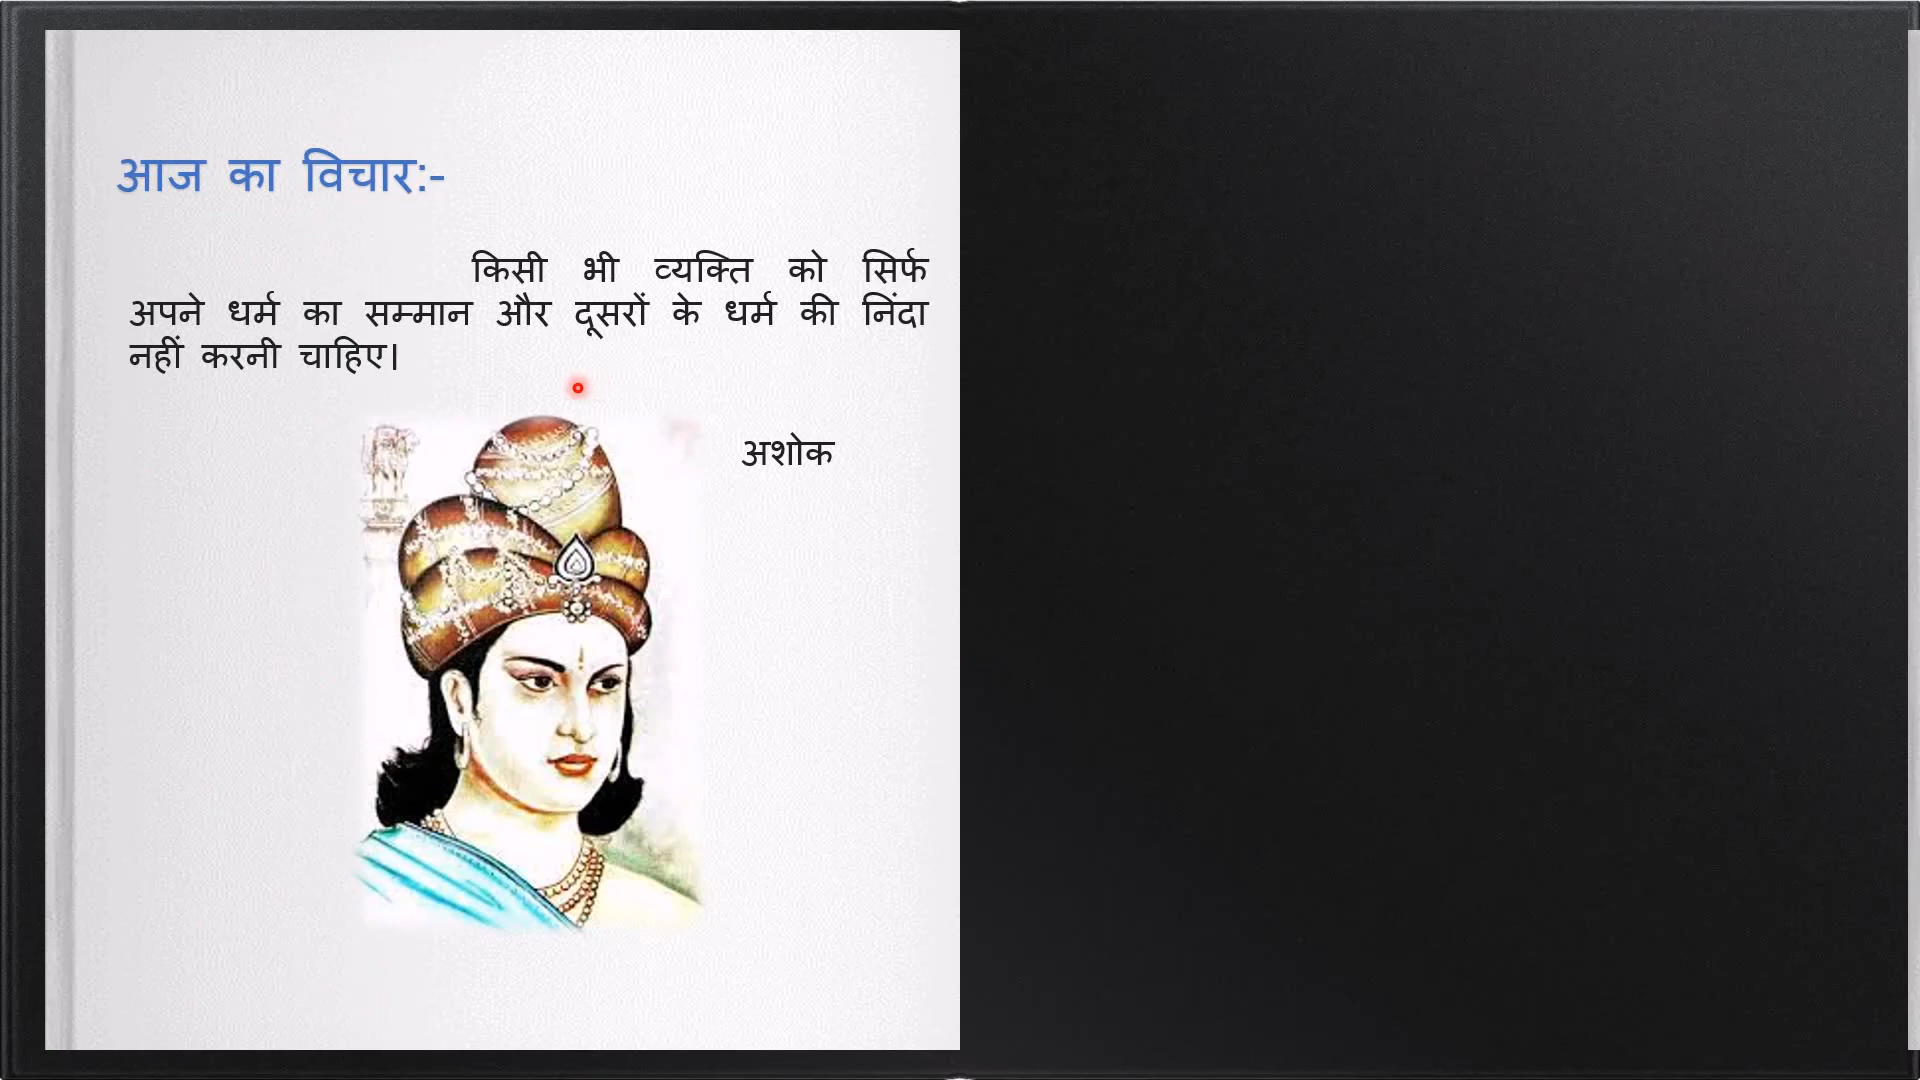 आज का विचार:-
किसी भी व्यक्ति को सिर्फ
अपने धर्म का सम्मान और दूसरों के धर्म की निंदा
नहीं करनी चाहिए।
अशोक